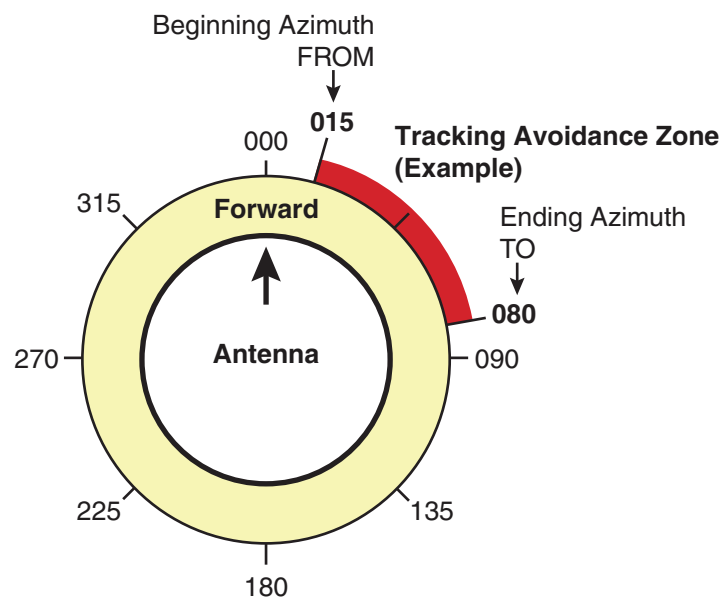 Beginning Azimuth
FROM
015
000
Tracking Avoidance Zone
(Example)
315
Forward
Ending Azimuth
TO
080
Antenna
270
090
225
135
180